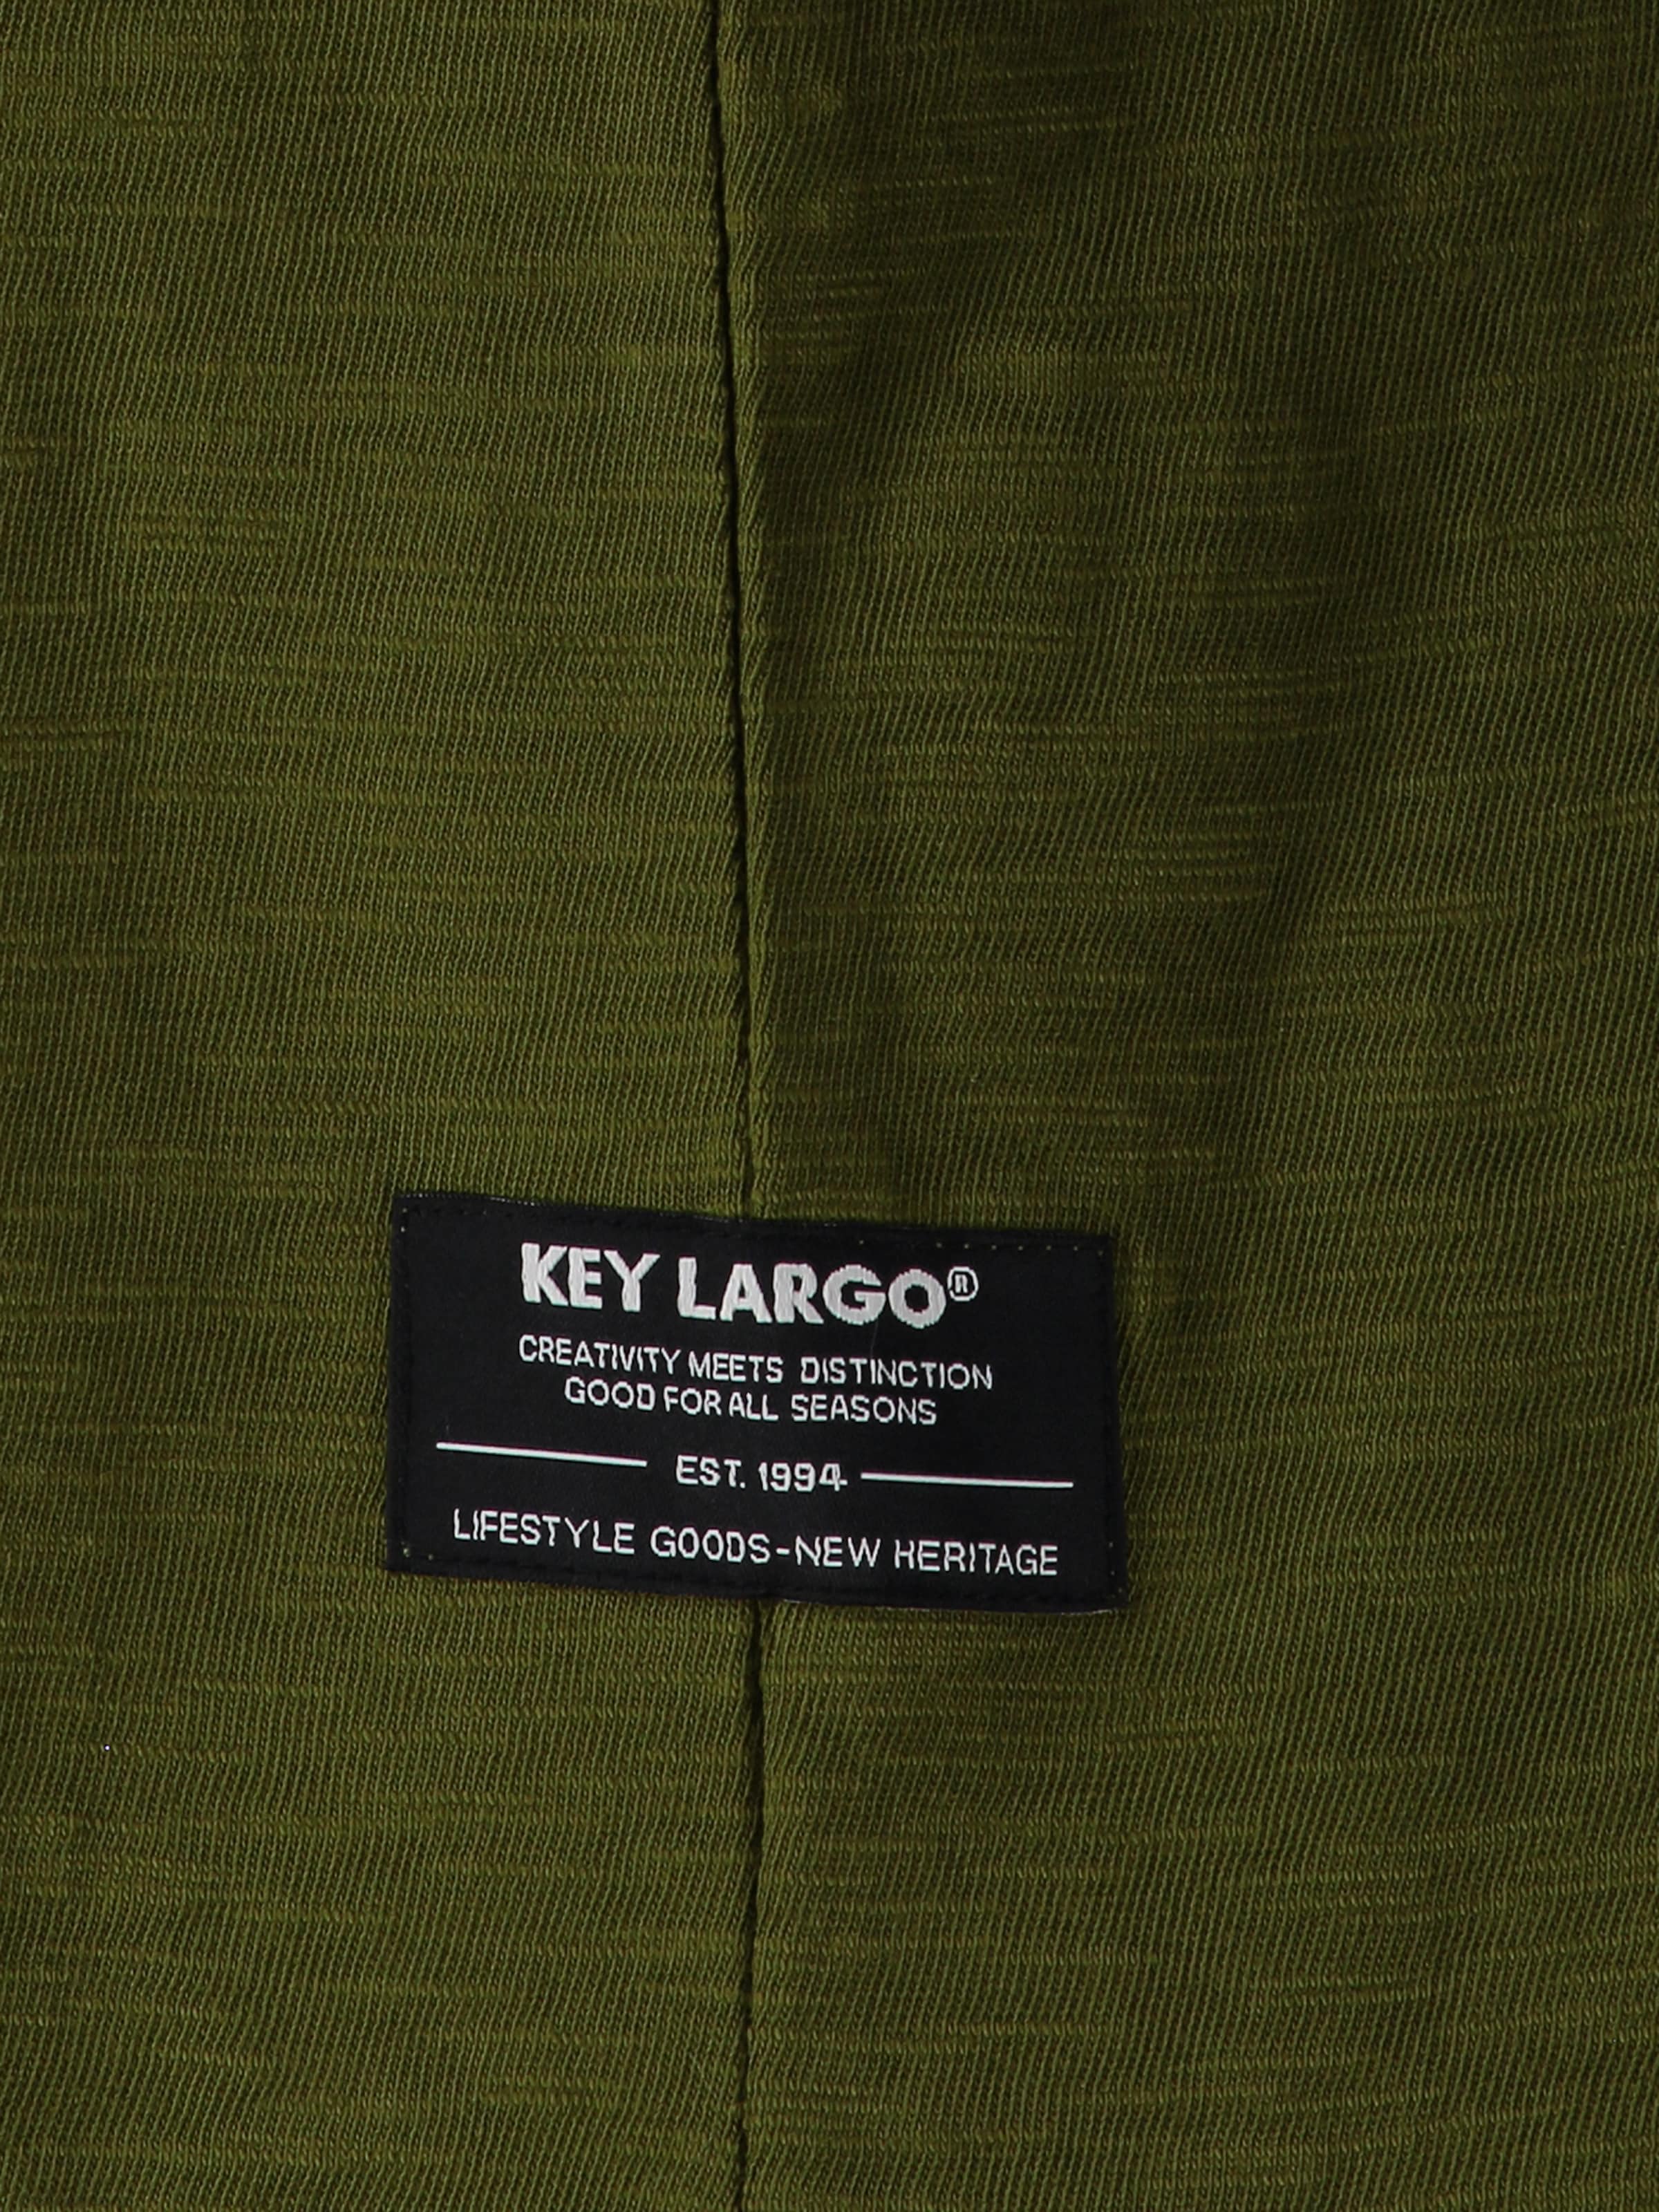 KEY LARGO®
CREATIVITY MEETS DISTINCTION
GOOD FOR ALL SEASONS
EST. 1994
LIFESTYLE GOODS-NEW HERITAGE